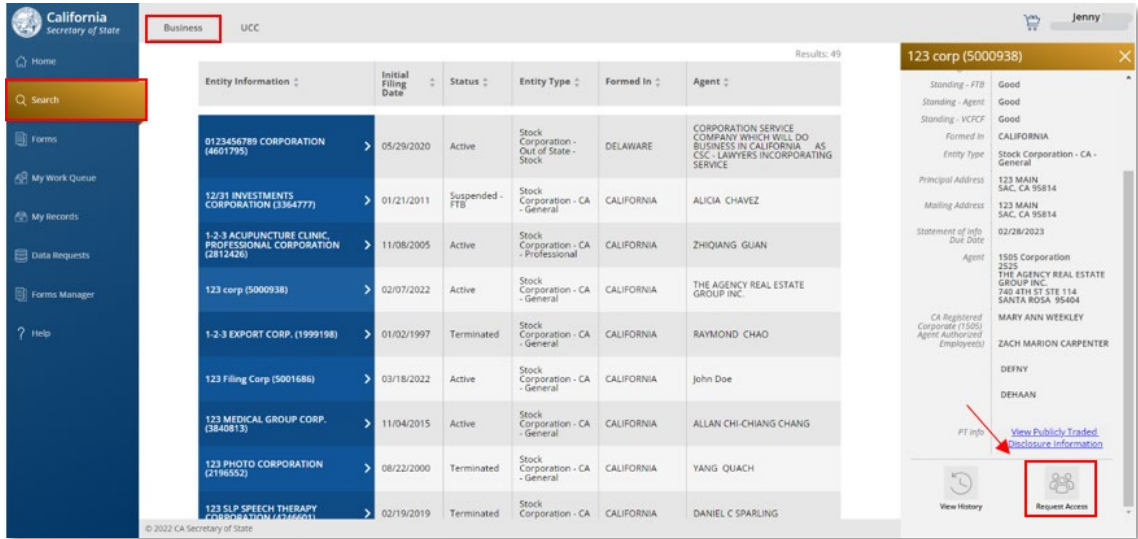 California
Secretary of State
Business
UCC
Jenny
Home
Search
Forms
My Work Queue
My Records
Data Requests
Forms Manager
? Help
Results: 49
Entity Information
Initial
Filing
Date
Status
Entity Type
Formed In
Agent
0123456789 CORPORATION
(4601795)
05/29/2020
Active
Stock
Corporation -
Out of State -
Stock
DELAWARE
CORPORATION SERVICE
COMPANY WHICH WILL DO
BUSINESS IN CALIFORNIA AS
CSC - LAWYERS INCORPORATING
SERVICE
12/31 INVESTMENTS
CORPORATION (3364777)
01/21/2011
Suspended -
FTB
Stock
Corporation - CA
- General
CALIFORNIA
ALICIA CHAVEZ
1-2-3 ACUPUNCTURE CLINIC,
PROFESSIONAL CORPORATION
(2812426)
11/08/2005
Active
Stock
Corporation - CA
- Professional
CALIFORNIA
ZHIQIANG GUAN
123 corp (5000938)
02/07/2022
Active
Stock
Corporation - CA
- General
CALIFORNIA
THE AGENCY REAL ESTATE
GROUP INC.
1-2-3 EXPORT CORP. (1999198)
01/02/1997
Terminated
Stock
Corporation - CA
- General
CALIFORNIA
RAYMOND CHAO
123 Filing Corp (5001686)
03/18/2022
Active
Stock
Corporation - CA
- General
CALIFORNIA
John Doe
123 MEDICAL GROUP CORP.
(3840813)
11/04/2015
Active
Stock
Corporation - CA
- General
CALIFORNIA
ALLAN CHI-CHIANG CHANG
123 PHOTO CORPORATION
(2196552)
08/22/2000
Terminated
Stock
Corporation - CA
- General
CALIFORNIA
YANG QUACH
123 SLP SPEECH THERAPY
CORPORATION (4246601)
02/19/2019
Terminated
Stock
Corporation - CA
CALIFORNIA
DANIEL C SPARLING
© 2022 CA Secretary of State
123 corp (5000938)
Standing - FTB Good
Standing - Agent Good
Standing - VCFCF Good
Formed In CALIFORNIA
Entity Type Stock Corporation - CA -
General
Principal Address 123 MAIN
SAC, CA 95814
Mailing Address 123 MAIN
SAC, CA 95814
Statement of Info
Due Date
02/28/2023
Agent 1505 Corporation
2525
THE AGENCY REAL ESTATE
GROUP INC.
740 4TH ST STE 114
SANTA ROSA 95404
CA Registered
Corporate (1505)
Agent Authorized
Employee(s)
MARY ANN WEEKLEY
ZACH MARION CARPENTER
DEFNY
DEHAAN
PT Info View Publicly Traded
Disclosure Information
View History
Request Access